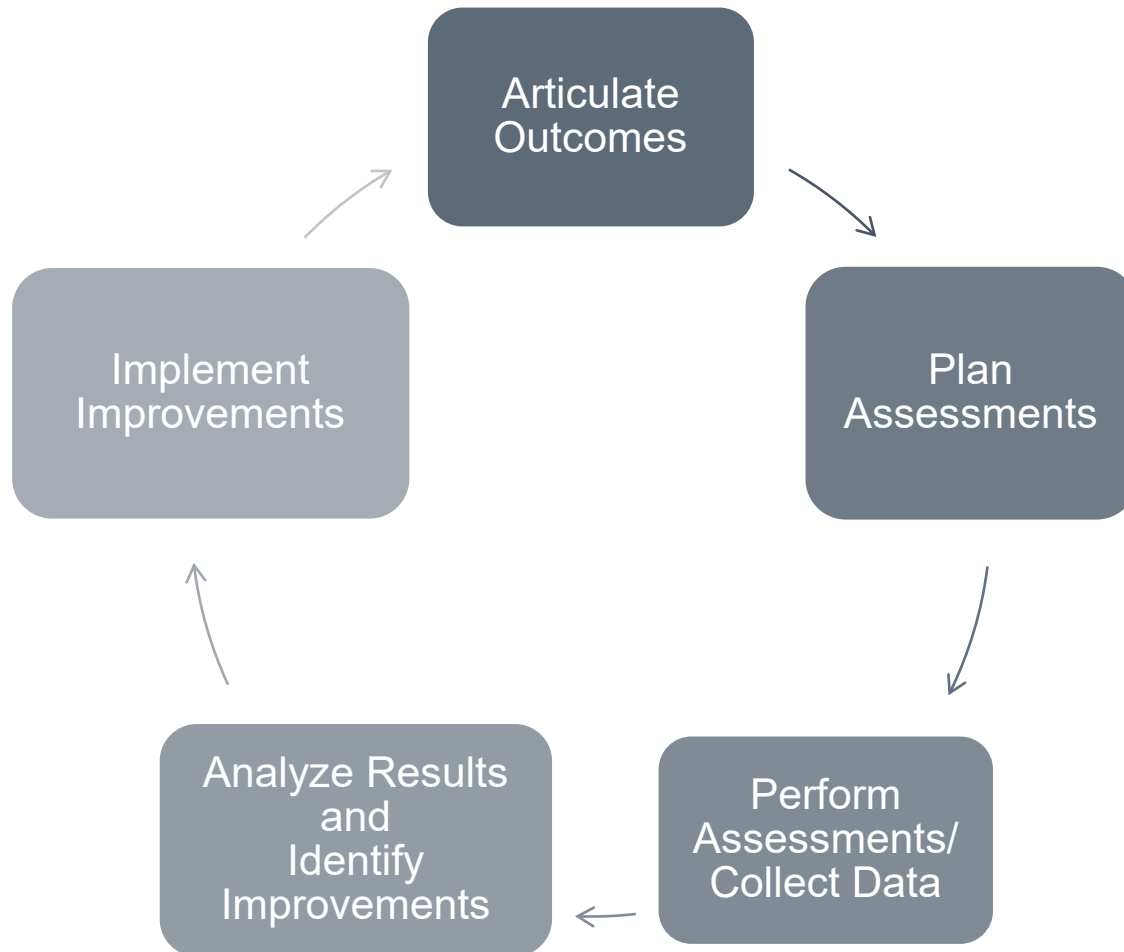 Articulate
Outcomes
Plan
Assessments
Perform
Assessments/
Collect Data
Analyze Results
and
Identify
Improvements
Implement
Improvements